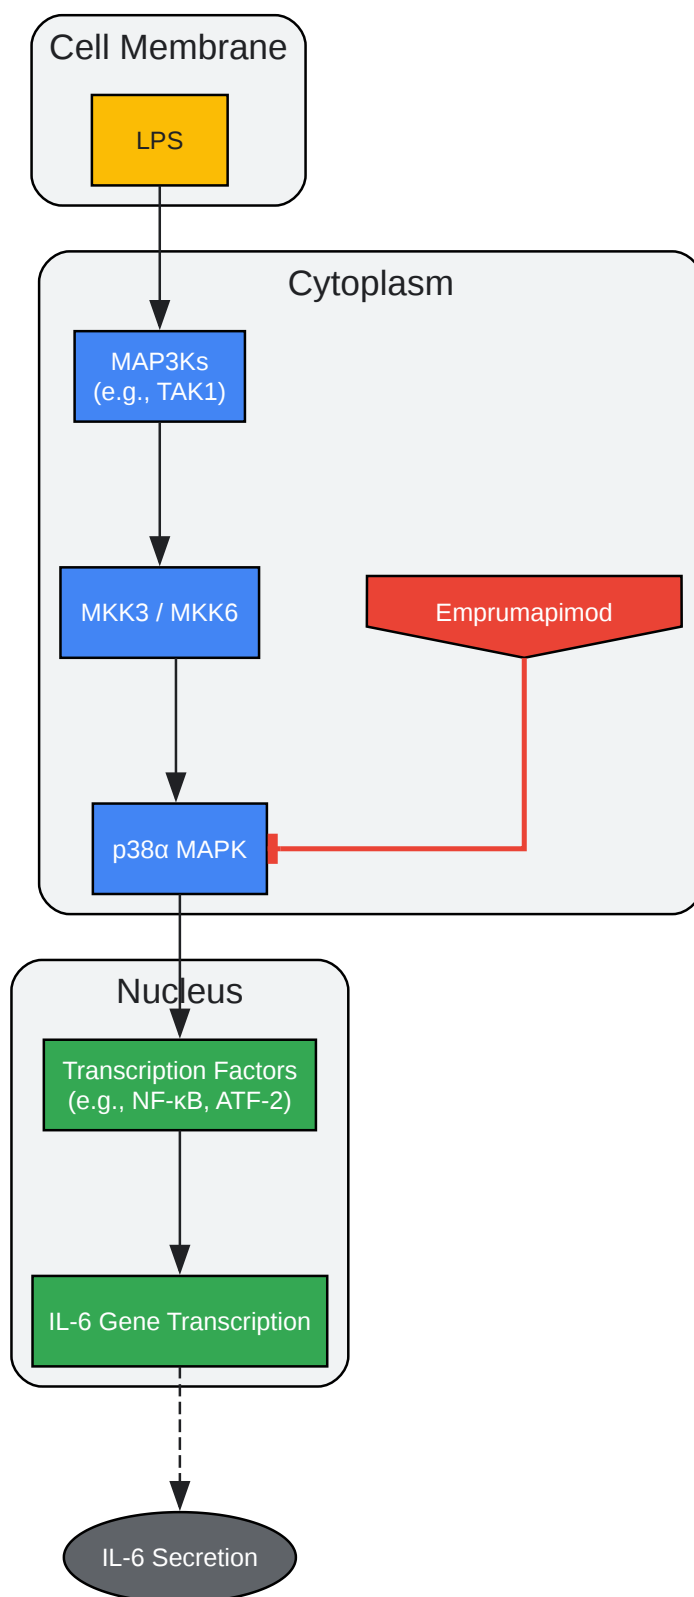 Cell Membrane
LPS
Cytoplasm
MAP3Ks
(e.g., TAK1)
MKK3 / MKK6
Emprumapimod
p38α MAPK
Nucleus
Transcription Factors
(e.g., NF-κB, ATF-2)
IL-6 Gene Transcription
IL-6 Secretion